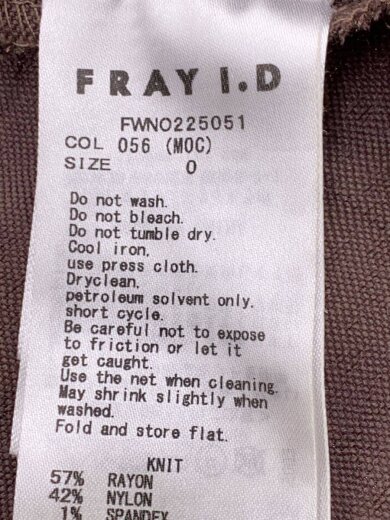 FRAY I.D
FWNO225051
COL 056 (MOC)
SIZE 0
Do not wash.
Do not bleach.
Do not tumble dry.
Cool iron,
use press cloth.
Dryclean,
petroleum solvent only.
short cycle.
Be careful not to expose
to friction or let it
get caught.
Use the net when cleaning.
May shrink slightly when
washed.
Fold and store flat.
KNIT
57% RAYON
42% NYLON
1% SPANDEX